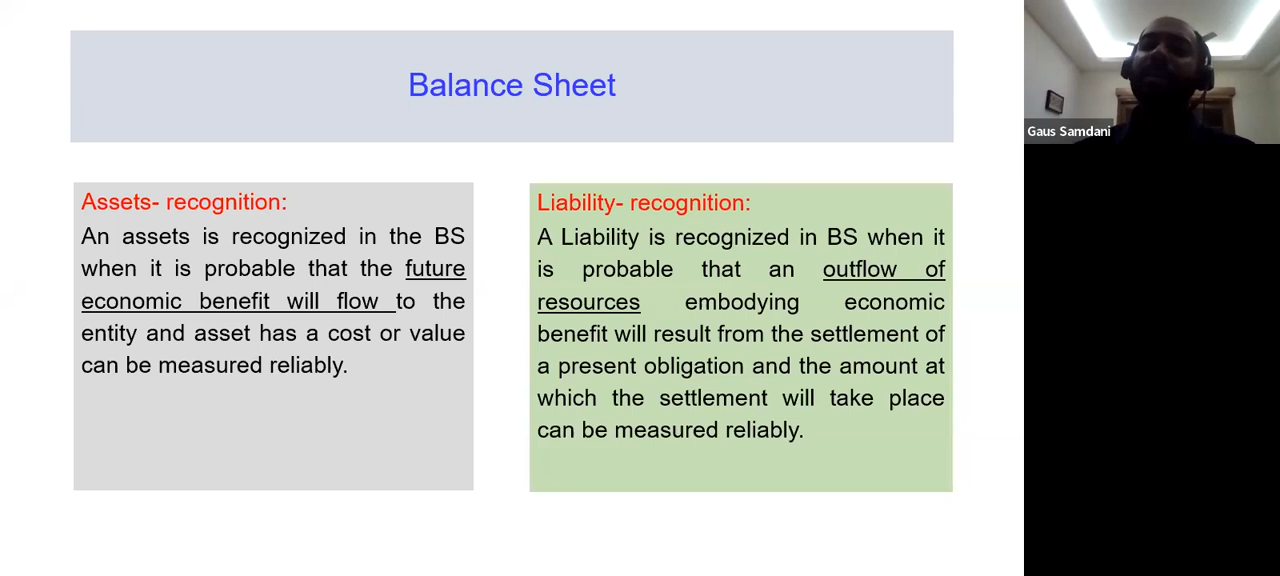 Balance Sheet
Gaus Samdani
Assets- recognition:
An assets is recognized in the BS
when it is probable that the future
economic benefit will flow to the
entity and asset has a cost or value
can be measured reliably.
Liability- recognition:
A Liability is recognized in BS when it
is probable that an outflow of
resources embodying economic
benefit will result from the settlement of
a present obligation and the amount at
which the settlement will take place
can be measured reliably.